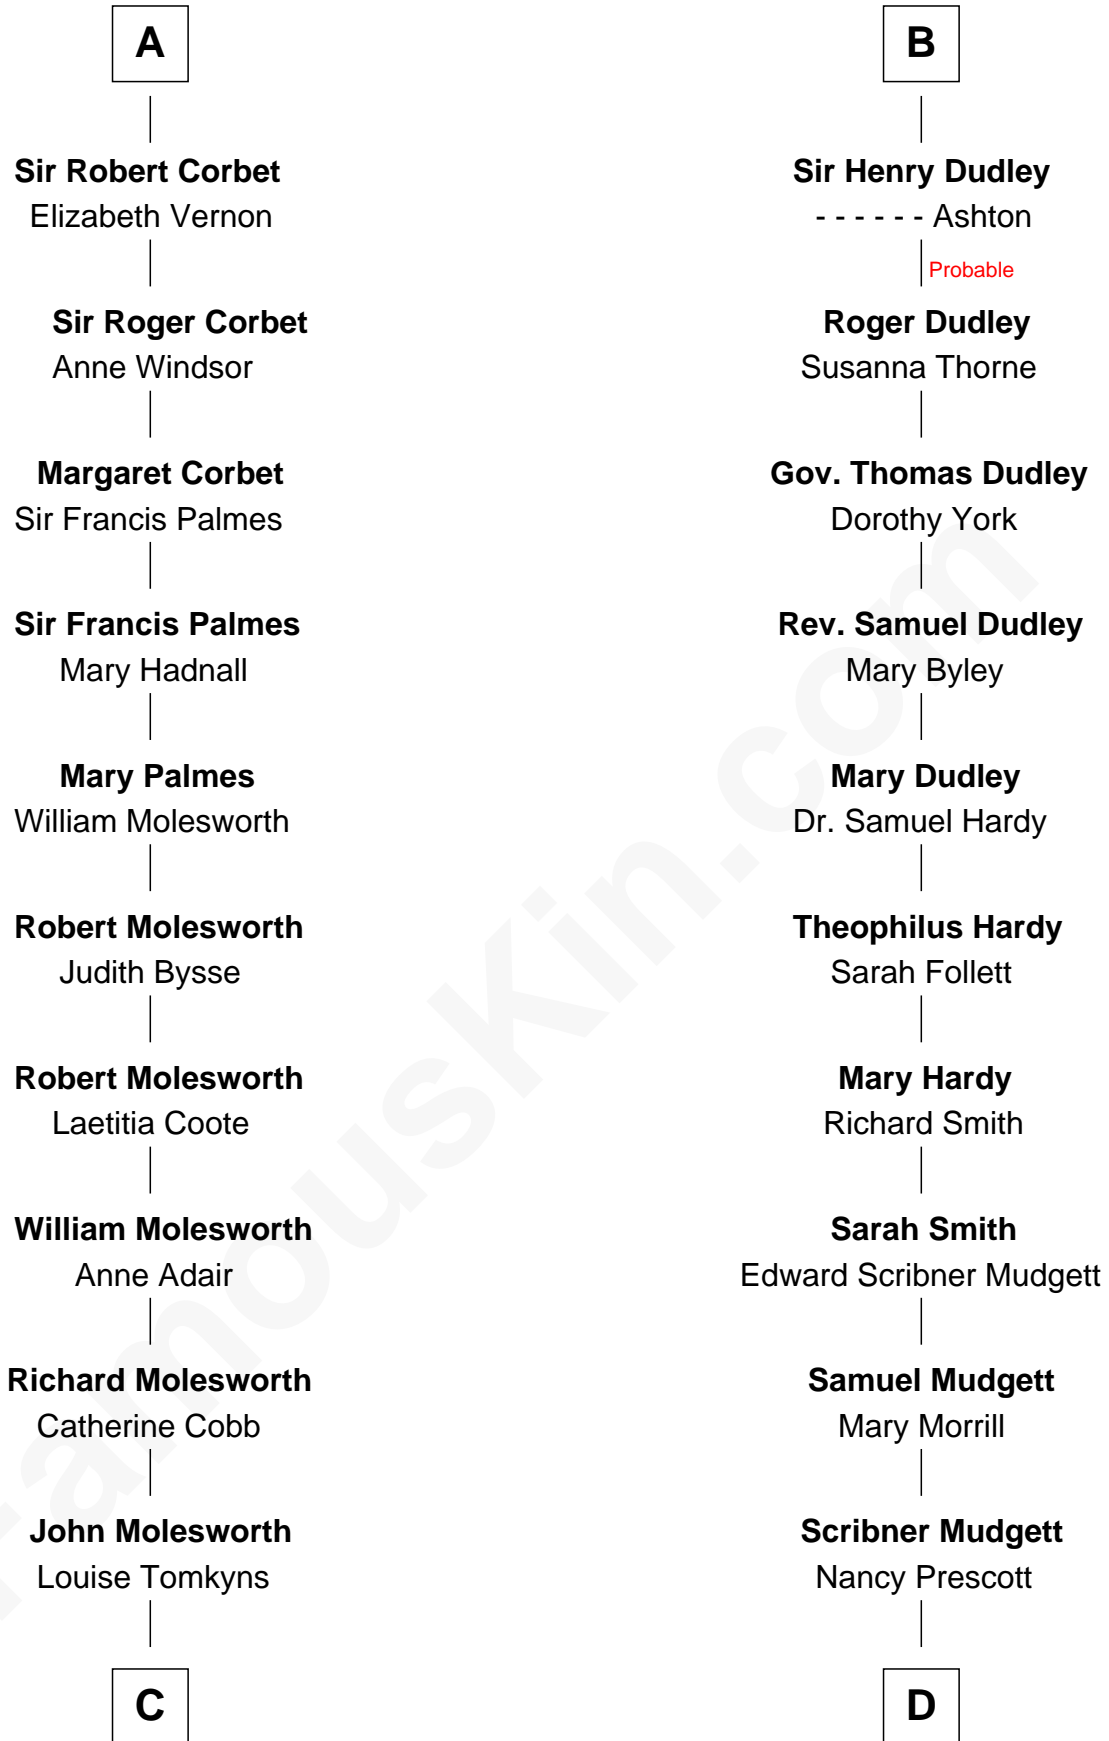 A
Sir Robert Corbet
Elizabeth Vernon
Sir Roger Corbet
Anne Windsor
Margaret Corbet
Sir Francis Palmes
Sir Francis Palmes
Mary Hadnall
Mary Palmes
William Molesworth
Robert Molesworth
Judith Bysse
Robert Molesworth
Laetitia Coote
William Molesworth
Anne Adair
Richard Molesworth
Catherine Cobb
John Molesworth
Louise Tomkyns
C
B
Sir Henry Dudley
- - - - - - Ashton
Probable
Roger Dudley
Susanna Thorne
Gov. Thomas Dudley
Dorothy York
Rev. Samuel Dudley
Mary Byley
Mary Dudley
Dr. Samuel Hardy
Theophilus Hardy
Sarah Follett
Mary Hardy
Richard Smith
Sarah Smith
Edward Scribner Mudgett
Samuel Mudgett
Mary Morrill
Scribner Mudgett
Nancy Prescott
D
FamousKin.com